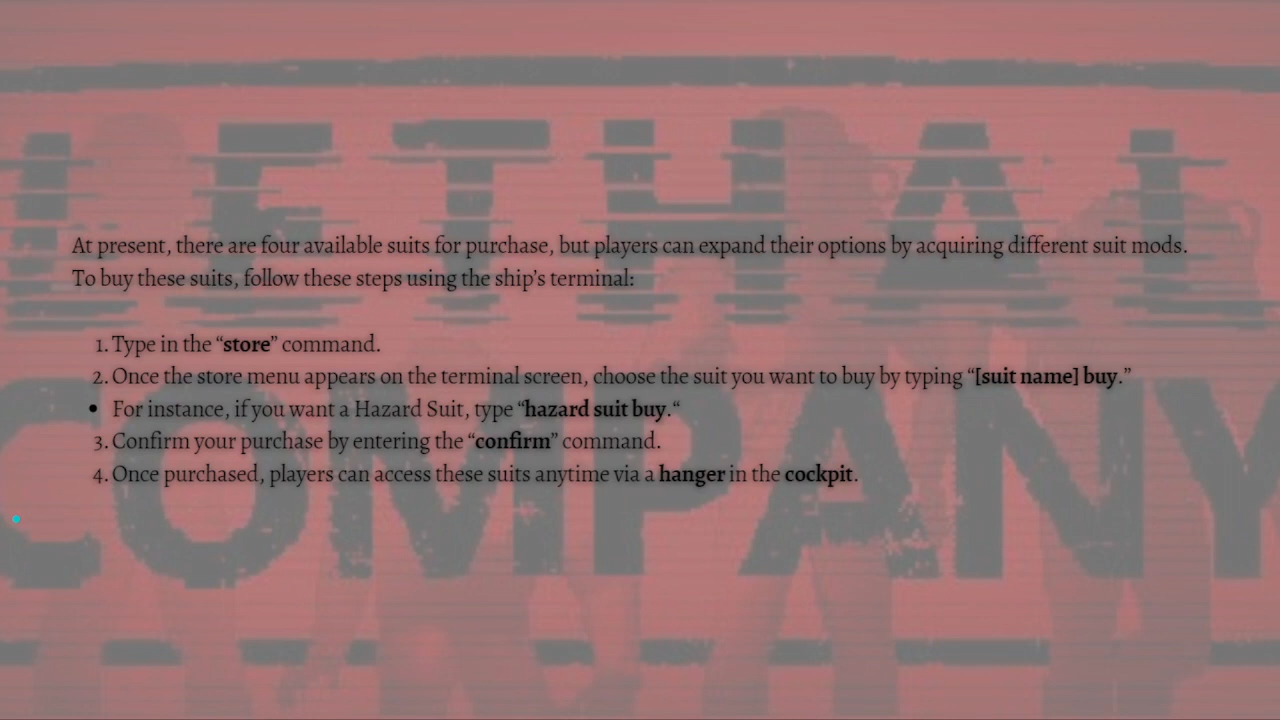 LETHAL
COMPANY
At present, there are four available suits for purchase, but players can expand their options by acquiring different suit mods.
To buy these suits, follow these steps using the ship’s terminal:
1. Type in the “store” command.
2. Once the store menu appears on the terminal screen, choose the suit you want to buy by typing “[suit name] buy.”
• For instance, if you want a Hazard Suit, type “hazard suit buy.“
3. Confirm your purchase by entering the “confirm” command.
4. Once purchased, players can access these suits anytime via a hanger in the cockpit.